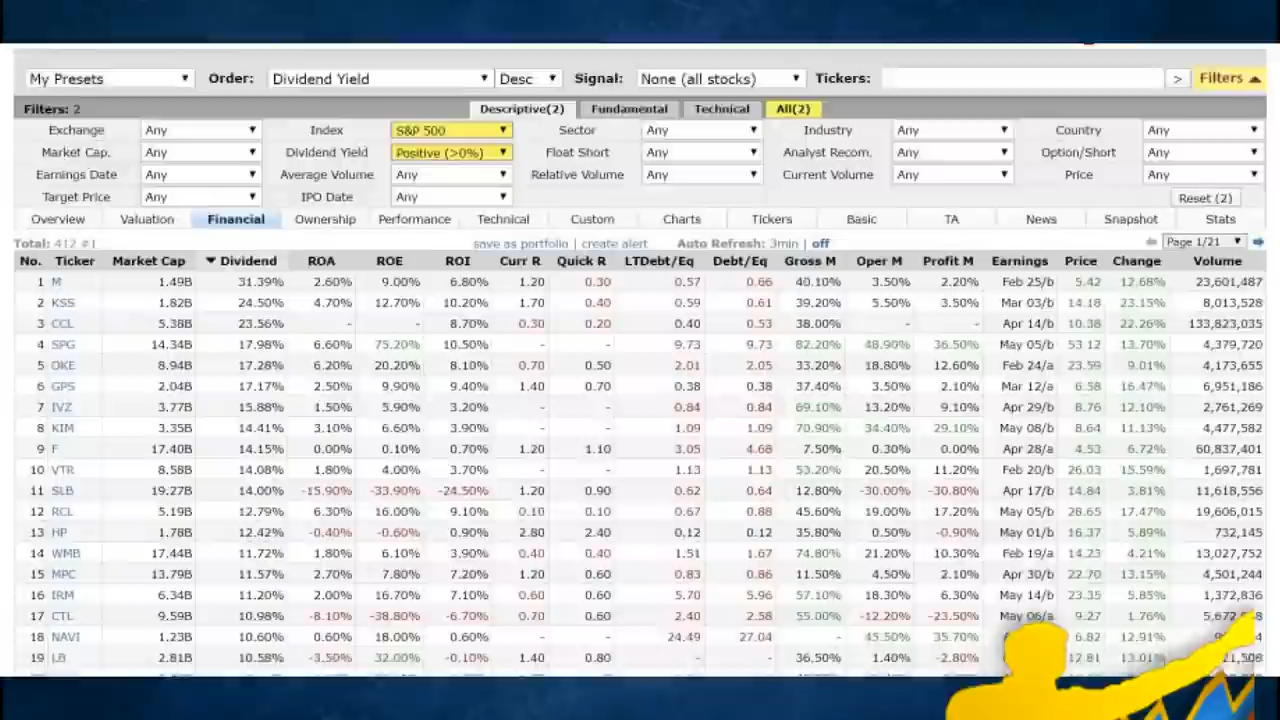 My Presets Order: Dividend Yield Desc Signal: None (all stocks) Tickers: > Filters
Filters: 2 Descriptive(2) Fundamental Technical All(2)
Exchange Any Index S&P 500 Sector Any Industry Any Country Any
Market Cap. Any Dividend Yield Positive (>0%) Float Short Any Analyst Recom. Any Option/Short Any
Earnings Date Any Average Volume Any Relative Volume Any Current Volume Any Price Any
Target Price Any IPO Date Any Reset (2)
Overview Valuation Financial Ownership Performance Technical Custom Charts Tickers Basic TA News Snapshot Stats
Total: 412 #1 save as portfolio | create alert Auto Refresh: 3min | off Page 1/21
No. Ticker Market Cap Dividend ROA ROE ROI Curr R Quick R LTDebt/Eq Debt/Eq Gross M Oper M Profit M Earnings Price Change Volume
1 M 1.49B 31.39% 2.60% 9.00% 6.80% 1.20 0.30 0.57 0.66 40.10% 3.50% 2.20% Feb 25/b 5.42 12.68% 23,601,487
2 KSS 1.82B 24.50% 4.70% 12.70% 10.20% 1.70 0.40 0.59 0.61 39.20% 5.50% 3.50% Mar 03/b 14.18 23.15% 8,013,528
3 CCL 5.38B 23.56% - - 8.70% 0.30 0.20 0.40 0.53 38.00% - - Apr 14/b 10.38 22.26% 133,823,035
4 SPG 14.34B 17.98% 6.60% 75.20% 10.50% - - 9.73 9.73 82.20% 48.90% 36.50% May 05/b 53.12 13.70% 4,379,720
5 OKE 8.94B 17.28% 6.20% 20.20% 8.10% 0.70 0.50 2.01 2.05 33.20% 18.80% 12.60% Feb 24/a 23.59 9.01% 4,173,655
6 GPS 2.04B 17.17% 2.50% 9.90% 9.40% 1.40 0.70 0.38 0.38 37.40% 3.50% 2.10% Mar 12/a 6.58 16.47% 6,951,186
7 IVZ 3.77B 15.88% 1.50% 5.90% 3.20% - - 0.84 0.84 69.10% 13.20% 9.10% Apr 29/b 8.76 12.10% 2,761,269
8 KIM 3.35B 14.41% 3.10% 6.60% 3.90% - - 1.09 1.09 70.90% 34.40% 29.10% May 08/b 8.64 11.13% 4,477,582
9 F 17.40B 14.15% 0.00% 0.10% 0.70% 1.20 1.10 3.05 4.68 7.50% 0.30% 0.00% Apr 28/a 4.53 6.72% 60,837,401
10 VTR 8.58B 14.08% 1.80% 4.00% 3.70% - - 1.13 1.13 53.20% 20.50% 11.20% Feb 20/b 26.03 15.59% 1,697,781
11 SLB 19.27B 14.00% -15.90% -33.90% -24.50% 1.20 0.90 0.62 0.64 12.80% -30.00% -30.80% Apr 17/b 14.84 3.81% 11,618,556
12 RCL 5.19B 12.79% 6.30% 16.00% 9.10% 0.10 0.10 0.67 0.88 45.60% 19.00% 17.20% May 05/b 28.65 17.47% 19,606,015
13 HP 1.78B 12.42% -0.40% -0.60% 0.90% 2.80 2.40 0.12 0.12 35.80% 0.50% -0.90% May 01/b 16.37 5.89% 732,145
14 WMB 17.44B 11.72% 1.80% 6.10% 3.90% 0.40 0.40 1.51 1.67 74.80% 21.20% 10.30% Feb 19/a 14.23 4.21% 13,027,752
15 MPC 13.79B 11.57% 2.70% 7.80% 7.20% 1.20 0.60 0.83 0.86 11.50% 4.50% 2.10% Apr 30/b 22.70 13.15% 4,501,244
16 IRM 6.34B 11.20% 2.00% 16.70% 7.10% 0.60 0.60 5.70 5.96 57.10% 18.30% 6.30% May 14/b 23.35 5.85% 1,372,836
17 CTL 9.59B 10.98% -8.10% -38.80% -6.70% 0.70 0.60 2.40 2.58 55.00% -12.20% -23.50% May 06/a 9.27 1.76%
18 NAVI 1.23B 10.60% 0.60% 18.00% 0.60% - - 24.49 27.04 - 45.50% 35.70% 6.82 12.91%
19 LB 2.81B 10.58% -3.50% 32.00% -0.10% 1.40 0.80 - - 36.50% 1.40% -2.80% 12.81 13.01%